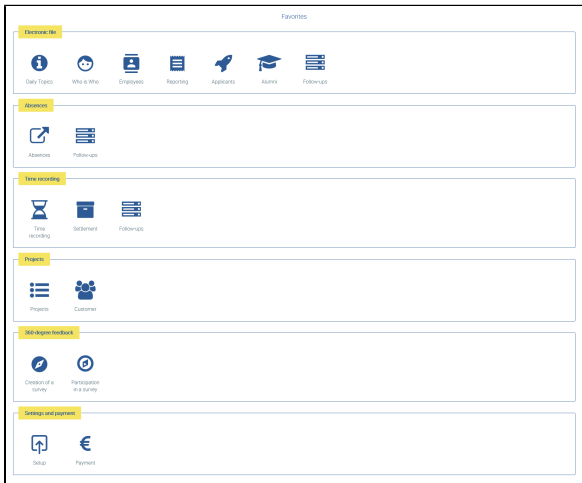 Favorites
Electronic file
Daily Topics
Who is Who
Employees
Reporting
Applicants
Alumni
Follow-ups
Absences
Absences
Follow-ups
Time recording
Time
recording
Settlement
Follow-ups
Projects
Projects
Customer
360-degree feedback
Creation of a
survey
Participation
in a survey
Settings and payment
Setup
Payment